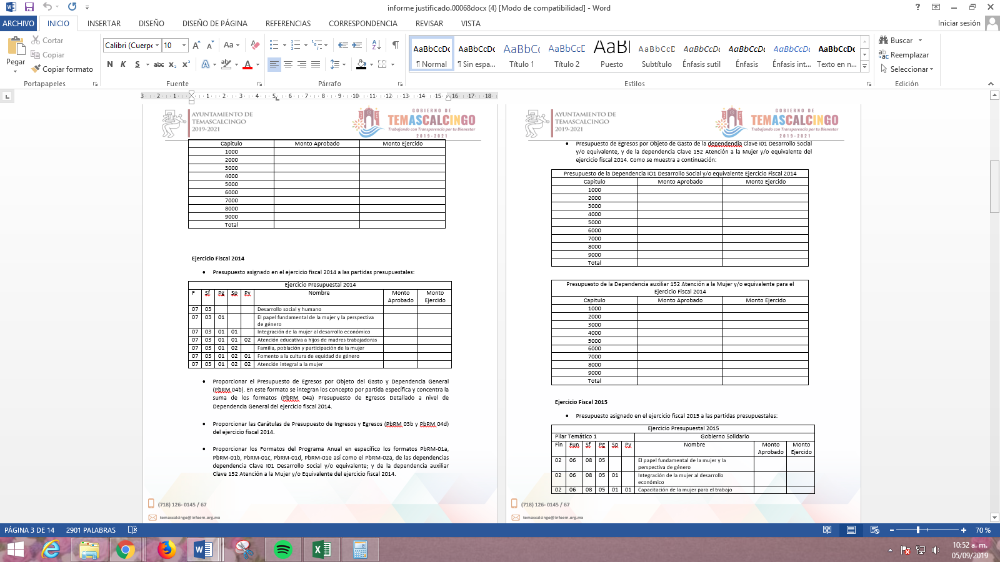 informe justificado.00068docx (4) [Modo de compatibilidad] - Word
ARCHIVO INICIO INSERTAR DISEÑO DISEÑO DE PÁGINA REFERENCIAS CORRESPONDENCIA REVISAR VISTA Iniciar sesión
Pegar
Cortar
Copiar
Copiar formato
Portapapeles
Calibri (Cuerpo 10
N K S abc x₂ x²
Fuente
Párrafo
AaBbCcDc AaBbCcDc AaBbCc AaBbCcD AaBl AaBbCcD AaBbCcDc AaBbCcDc AaBbCcDc AaBbCcDc
¶ Normal ¶ Sin espa... Título 1 Título 2 Puesto Subtítulo Énfasis sutil Énfasis Énfasis int... Texto en n...
Estilos
Buscar
Reemplazar
Seleccionar
Edición
3 2 1 1 2 3 4 5 6 7 8 9 10 11 12 13 14 15 16 17 18
AYUNTAMIENTO DE
TEMASCALCINGO
2019-2021
GOBIERNO DE
TEMASCALCINGO
Trabajando con Transparencia por tu Bienestar
2019-2021
Capitulo Monto Aprobado Monto Ejercido
1000
2000
3000
4000
5000
6000
7000
8000
9000
Total
Ejercicio Fiscal 2014
• Presupuesto asignado en el ejercicio fiscal 2014 a las partidas presupuestales:
Ejercicio Presupuestal 2014
F Sf Pg Sp Py Nombre Monto Aprobado Monto Ejercido
07 03 Desarrollo social y humano
07 03 01 El papel fundamental de la mujer y la perspectiva
de género
07 03 01 01 Integración de la mujer al desarrollo económico
07 03 01 01 02 Atención educativa a hijos de madres trabajadoras
07 03 01 02 Familia, población y participación de la mujer
07 03 01 02 01 Fomento a la cultura de equidad de género
07 03 01 02 02 Atención integral a la mujer
• Proporcionar el Presupuesto de Egresos por Objeto del Gasto y Dependencia General
(PbRM 04b). En este formato se integran los concepto por partida específica y concentra la
suma de los formatos (PbRM 04a) Presupuesto de Egresos Detallado a nivel de
Dependencia General del ejercicio fiscal 2014.
• Proporcionar las Carátulas de Presupuesto de Ingresos y Egresos (PbRM 03b y PbRM 04d)
del ejercicio fiscal 2014.
• Proporcionar los Formatos del Programa Anual en específico los formatos PbRM-01a,
PbRM-01b, PbRM-01c, PbRM-01d, PbRM-01e así como el PbRM-02a, de las dependencias
dependencia Clave I01 Desarrollo Social y/o equivalente; y de la dependencia auxiliar
Clave 152 Atención a la Mujer y/o Equivalente del ejercicio fiscal 2014.
(718) 126- 0145 / 67
temascalcingo@infoem.org.mx
AYUNTAMIENTO DE
TEMASCALCINGO
2019-2021
GOBIERNO DE
TEMASCALCINGO
Trabajando con Transparencia por tu Bienestar
2019-2021
• Presupuesto de Egresos por Objeto de Gasto de la dependendia Clave I01 Desarrollo Social
y/o equivalente, y de la dependencia Clave 152 Atención a la Mujer y/o equivalente del
ejercicio fiscal 2014. Como se muestra a continuación:
Presupuesto de la Dependencia IO1 Desarrollo Social y/o equivalente Ejercicio Fiscal 2014
Capitulo Monto Aprobado Monto Ejercido
1000
2000
3000
4000
5000
6000
7000
8000
9000
Total
Presupuesto de la Dependencia auxiliar 152 Atención a la Mujer y/o equivalente para el
Ejercicio Fiscal 2014
Capitulo Monto Aprobado Monto Ejercido
1000
2000
3000
4000
5000
6000
7000
8000
9000
Total
Ejercicio Fiscal 2015
• Presupuesto asignado en el ejercicio fiscal 2015 a las partidas presupuestales:
Ejercicio Presupuestal 2015
Pilar Temático 1 Gobierno Solidario
Fin Fun Sf Pg Sp Py Nombre Monto Aprobado Monto Ejercido
02 06 08 05 El papel fundamental de la mujer y la
perspectiva de género
02 06 08 05 01 Integración de la mujer al desarrollo
económico
02 06 08 05 01 01 Capacitación de la mujer para el trabajo
(718) 126- 0145 / 67
temascalcingo@infoem.org.mx
PÁGINA 3 DE 14 2901 PALABRAS 70 %
10:52 a. m.
05/09/2019